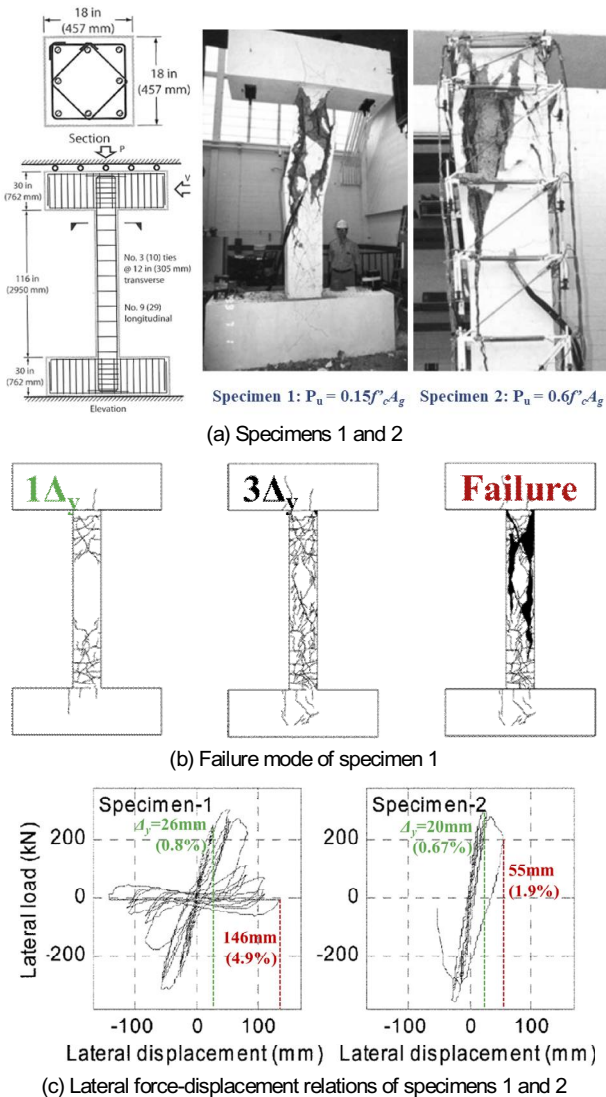 18 in
(457 mm)
18 in
(457 mm)
Section
P
30 in
(762 mm)
V
116 in
(2950 mm)
No. 3 (10) ties
@ 12 in (305 mm)
transverse
No. 9 (29)
longitudinal
30 in
(762 mm)
Elevation
Specimen 1: Pu = 0.15f'cAg
Specimen 2: Pu = 0.6f'cAg
(a) Specimens 1 and 2
1Δy
3Δy
Failure
(b) Failure mode of specimen 1
Specimen-1
Δy=26mm
(0.8%)
146mm
(4.9%)
Lateral load (kN)
200
0
-200
-100
0
100
Lateral displacement (mm)
Specimen-2
Δy=20mm
(0.67%)
55mm
(1.9%)
200
0
-200
-100
0
100
Lateral displacement (mm)
(c) Lateral force-displacement relations of specimens 1 and 2